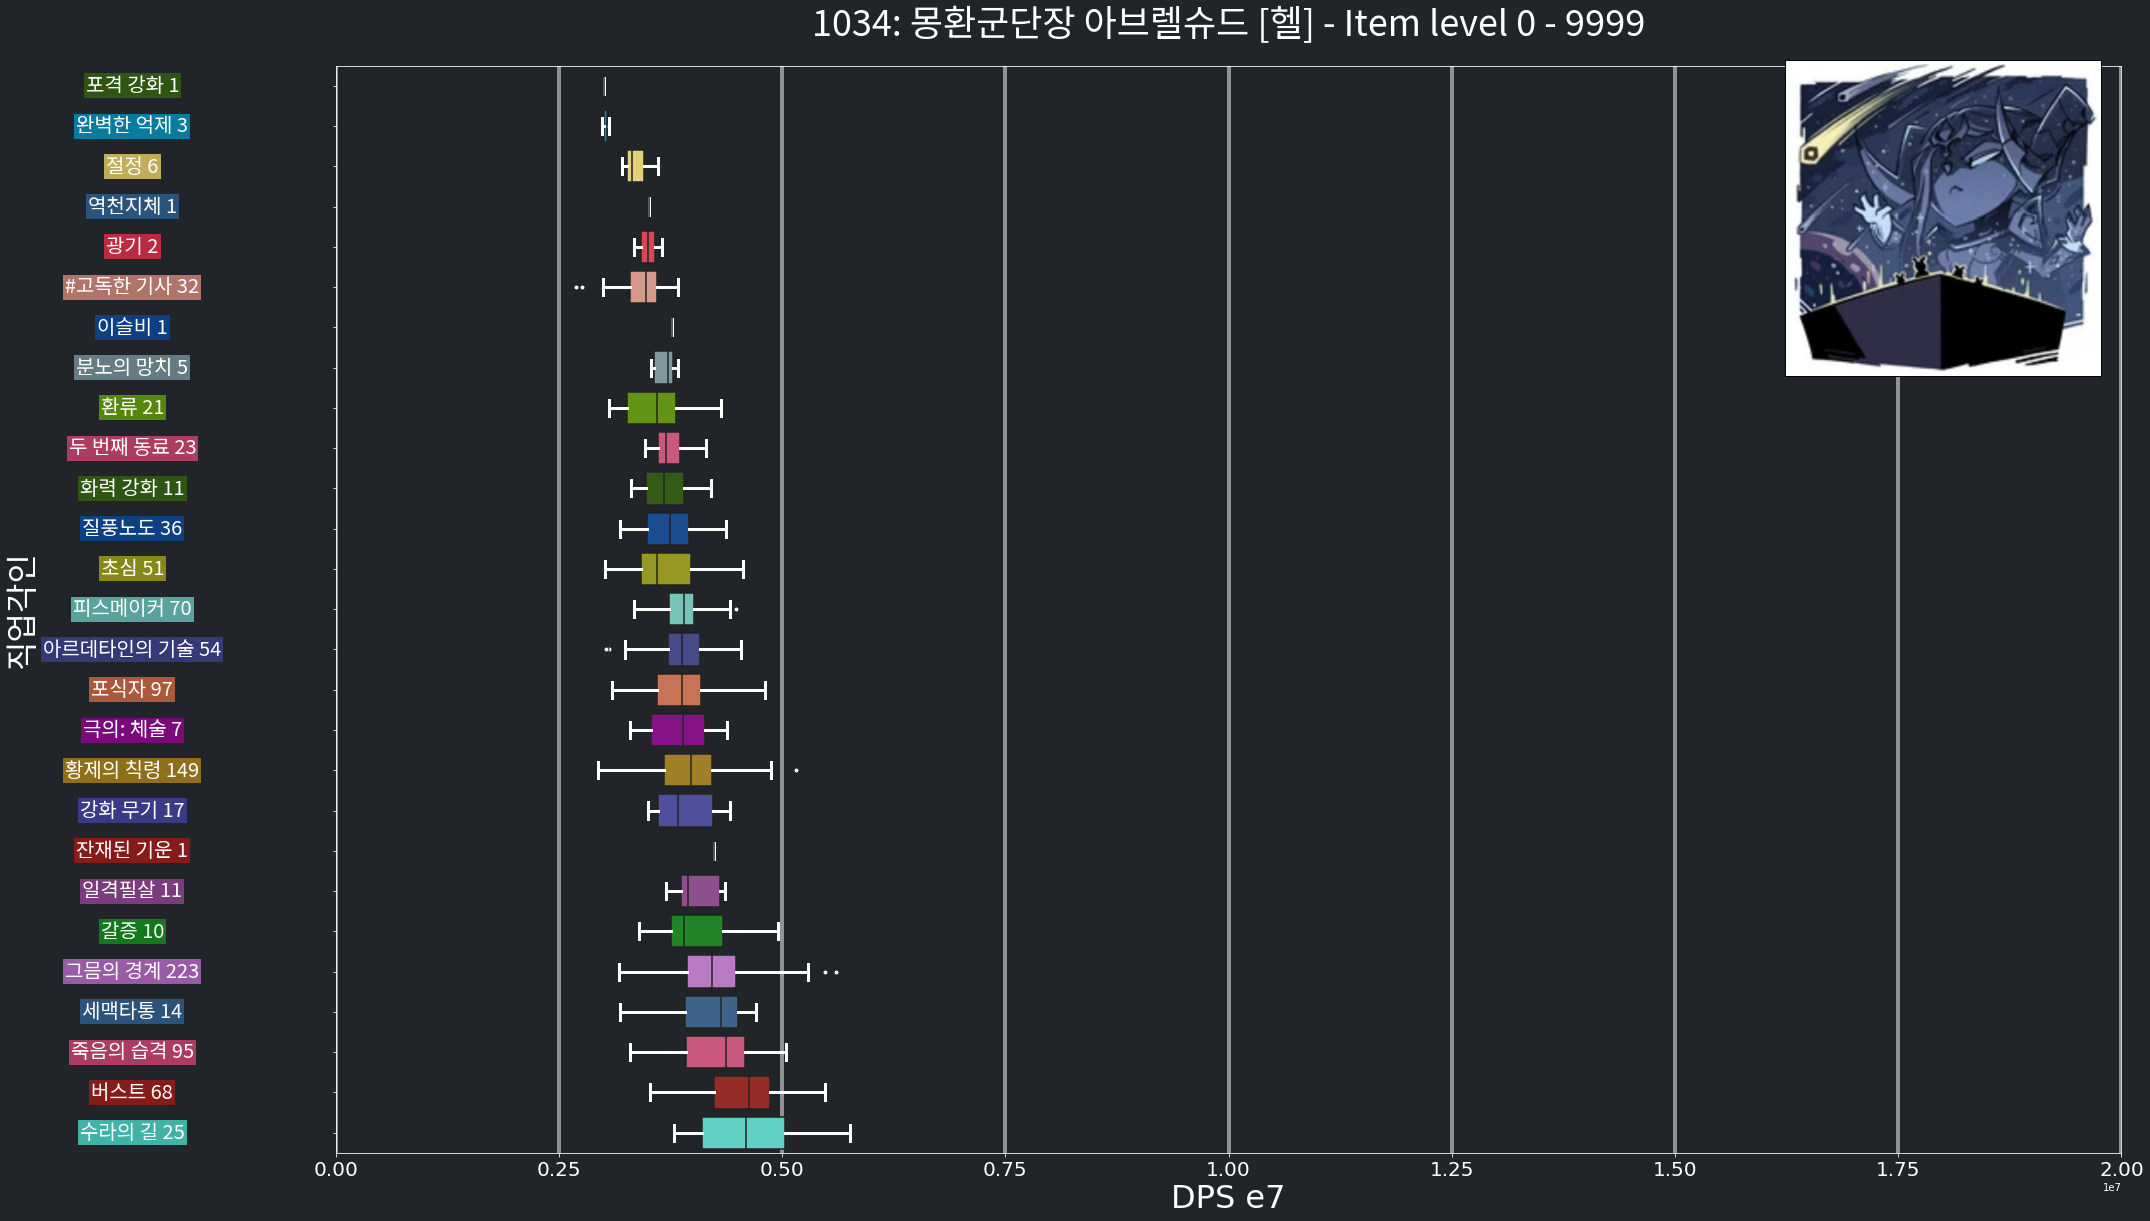 1034: 몽환군단장 아브렐슈드 [헬] - Item level 0 - 9999
직업각인
포격 강화 1
완벽한 억제 3
절정 6
역천지체 1
광기 2
#고독한 기사 32
이슬비 1
분노의 망치 5
환류 21
두 번째 동료 23
화력 강화 11
질풍노도 36
초심 51
피스메이커 70
아르데타인의 기술 54
포식자 97
극의: 체술 7
황제의 칙령 149
강화 무기 17
잔재된 기운 1
일격필살 11
갈증 10
그믐의 경계 223
세맥타통 14
죽음의 습격 95
버스트 68
수라의 길 25
0.00 0.25 0.50 0.75 1.00 1.25 1.50 1.75 2.00
1e7
DPS e7